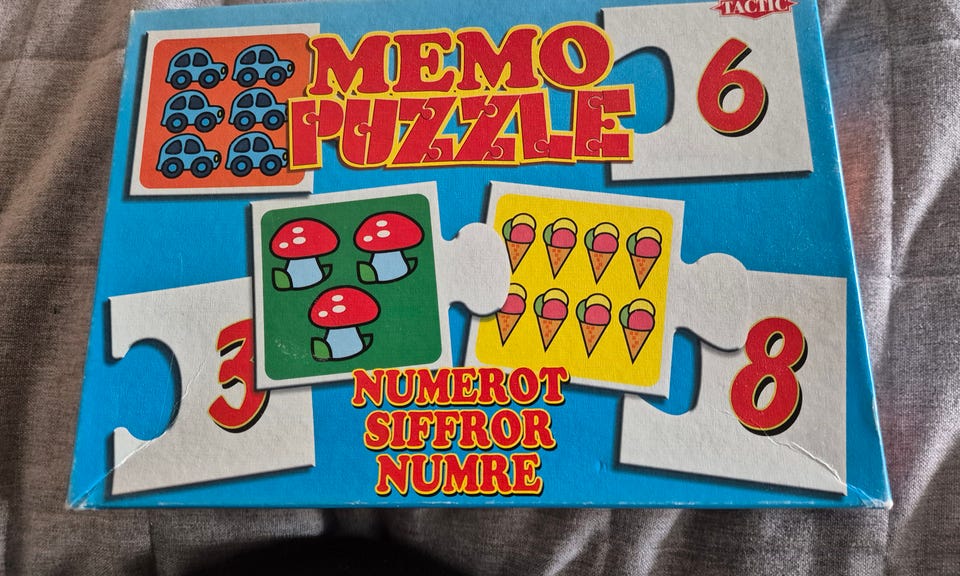 TACTIC
MEMO
PUZZLE
6
3
8
NUMEROT
SIFFROR
NUMRE